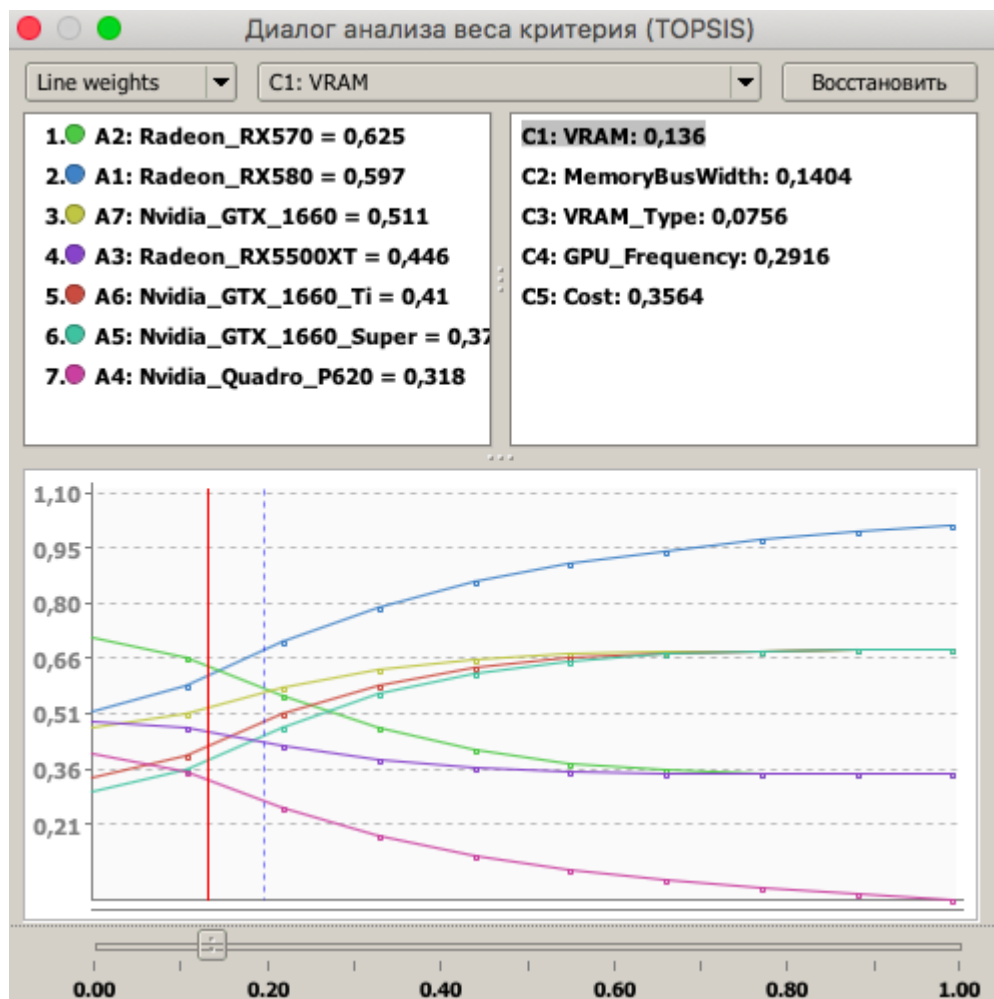 Диалог анализа веса критерия (TOPSIS)
Line weights
C1: VRAM
Восстановить
1. A2: Radeon_RX570 = 0,625
2. A1: Radeon_RX580 = 0,597
3. A7: Nvidia_GTX_1660 = 0,511
4. A3: Radeon_RX5500XT = 0,446
5. A6: Nvidia_GTX_1660_Ti = 0,41
6. A5: Nvidia_GTX_1660_Super = 0,37
7. A4: Nvidia_Quadro_P620 = 0,318
C1: VRAM: 0,136
C2: MemoryBusWidth: 0,1404
C3: VRAM_Type: 0,0756
C4: GPU_Frequency: 0,2916
C5: Cost: 0,3564
1,10
0,95
0,80
0,66
0,51
0,36
0,21
0.00 0.20 0.40 0.60 0.80 1.00